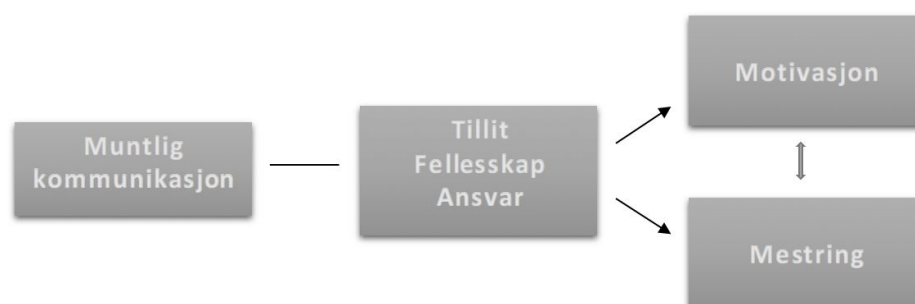 Muntlig
kommunikasjon
Tillit
Fellesskap
Ansvar
Motivasjon
Mestring